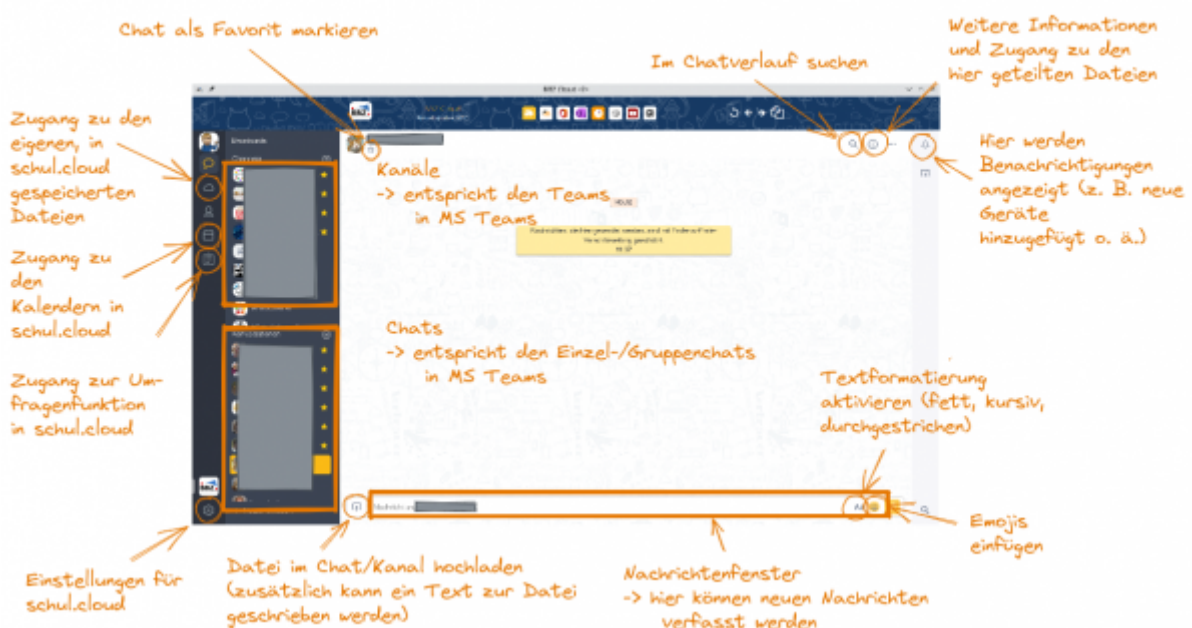 Chat als Favorit markieren
Im Chatverlauf suchen
Weitere Informationen
und Zugang zu den
hier geteilten Dateien
Zugang zu den
eigenen, in
schul.cloud
gespeicherten
Dateien
Hier werden
Benachrichtigungen
angezeigt (z. B. neue
Geräte
hinzugefügt o. ä.)
Kanäle
-> entspricht den Teams
in MS Teams
HEUTE
Zugang zu
den
Kalendern in
schul.cloud
Chats
-> entspricht den Einzel-/Gruppenchats
in MS Teams
Zugang zur Um-
fragenfunktion
in schul.cloud
Textformatierung
aktivieren (fett, kursiv,
durchgestrichen)
Nachricht an
Emojis
einfügen
Einstellungen für
schul.cloud
Datei im Chat/Kanal hochladen
(zusätzlich kann ein Text zur Datei
geschrieben werden)
Nachrichtenfenster
-> hier können neuen Nachrichten
verfasst werden